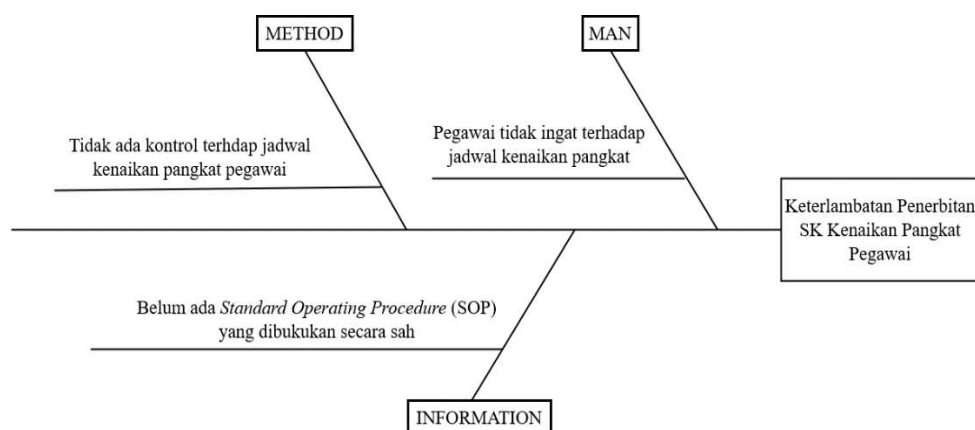 METHOD
MAN
Tidak ada kontrol terhdap jadwal
kenaikan pangkat pegawai
Pegawai tidak ingat terhadap
jadwal kenaikan pangkat
Keterlambatan Penerbitan
SK Kenaikan Pangkat
Pegawai
Belum ada Standard Operating Procedure (SOP)
yang dibukukan secara sah
INFORMATION